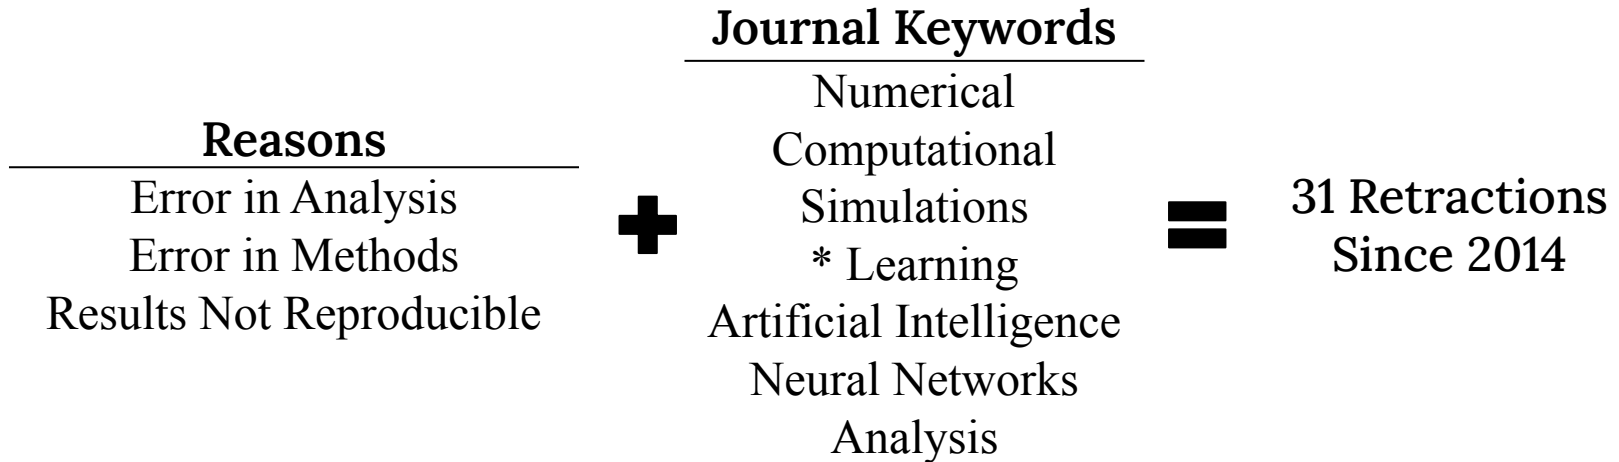 Reasons
Error in Analysis
Error in Methods
Results Not Reproducible
Journal Keywords
Numerical
Computational
Simulations
* Learning
Artificial Intelligence
Neural Networks
Analysis
31 Retractions
Since 2014